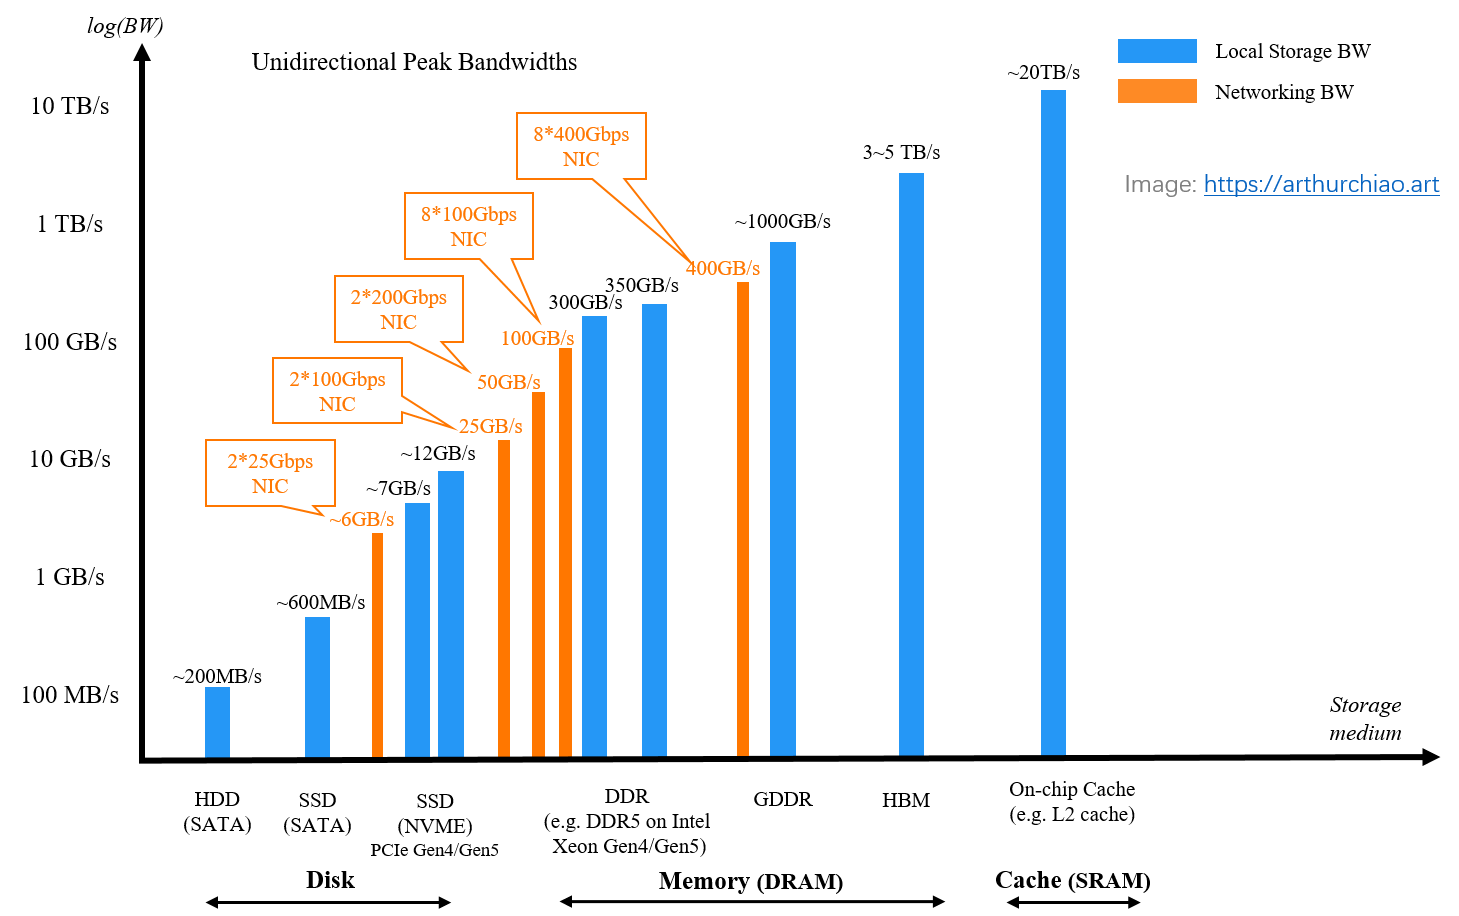 log(BW)
Unidirectional Peak Bandwidths
Local Storage BW
Networking BW
Image: https://arthurchiao.art
10 TB/s
1 TB/s
100 GB/s
10 GB/s
1 GB/s
100 MB/s
~200MB/s
~600MB/s
2*25Gbps
NIC
~6GB/s
~7GB/s
~12GB/s
2*100Gbps
NIC
25GB/s
2*200Gbps
NIC
50GB/s
8*100Gbps
NIC
100GB/s
300GB/s
350GB/s
8*400Gbps
NIC
400GB/s
~1000GB/s
3~5 TB/s
~20TB/s
Storage
medium
HDD
(SATA)
SSD
(SATA)
SSD
(NVME)
PCIe Gen4/Gen5
DDR
(e.g. DDR5 on Intel
Xeon Gen4/Gen5)
GDDR
HBM
On-chip Cache
(e.g. L2 cache)
Disk
Memory (DRAM)
Cache (SRAM)